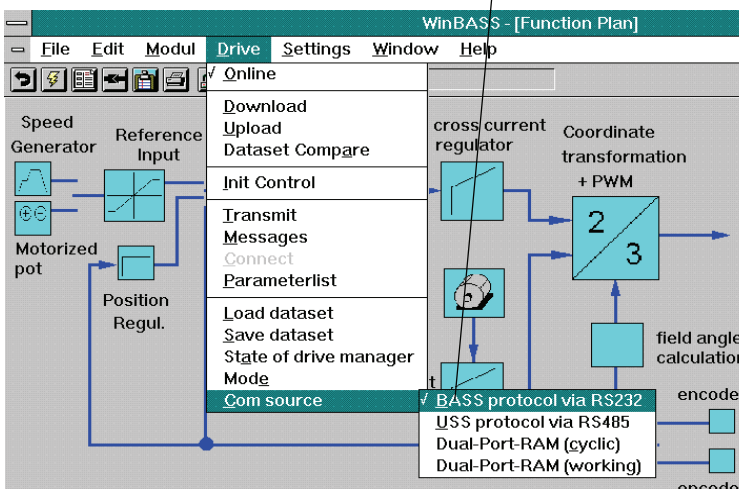 WinBASS - [Function Plan]
File Edit Modul Drive Settings Window Help
Online
Download
Upload
Dataset Compare
Init Control
Transmit
Messages
Connect
Parameterlist
Load dataset
Save dataset
State of drive manager
Mode
Com source
BASS protocol via RS232
USS protocol via RS485
Dual-Port-RAM (cyclic)
Dual-Port-RAM (working)
Speed
Generator
Reference
Input
Motorized
pot
Position
Regul.
cross current
regulator
Coordinate
transformation
+ PWM
2
3
field angle
calculation
encode
encode
t